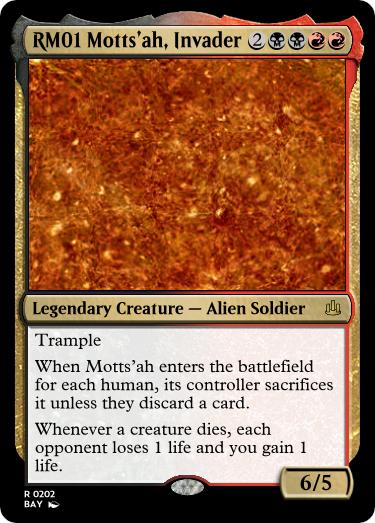 RM01 Motts'ah, Invader 2
Legendary Creature — Alien Soldier
Trample
When Motts'ah enters the battlefield
for each human, its controller sacrifices
it unless they discard a card.
Whenever a creature dies, each
opponent loses 1 life and you gain 1
life.
6/5
R 0202
BAY